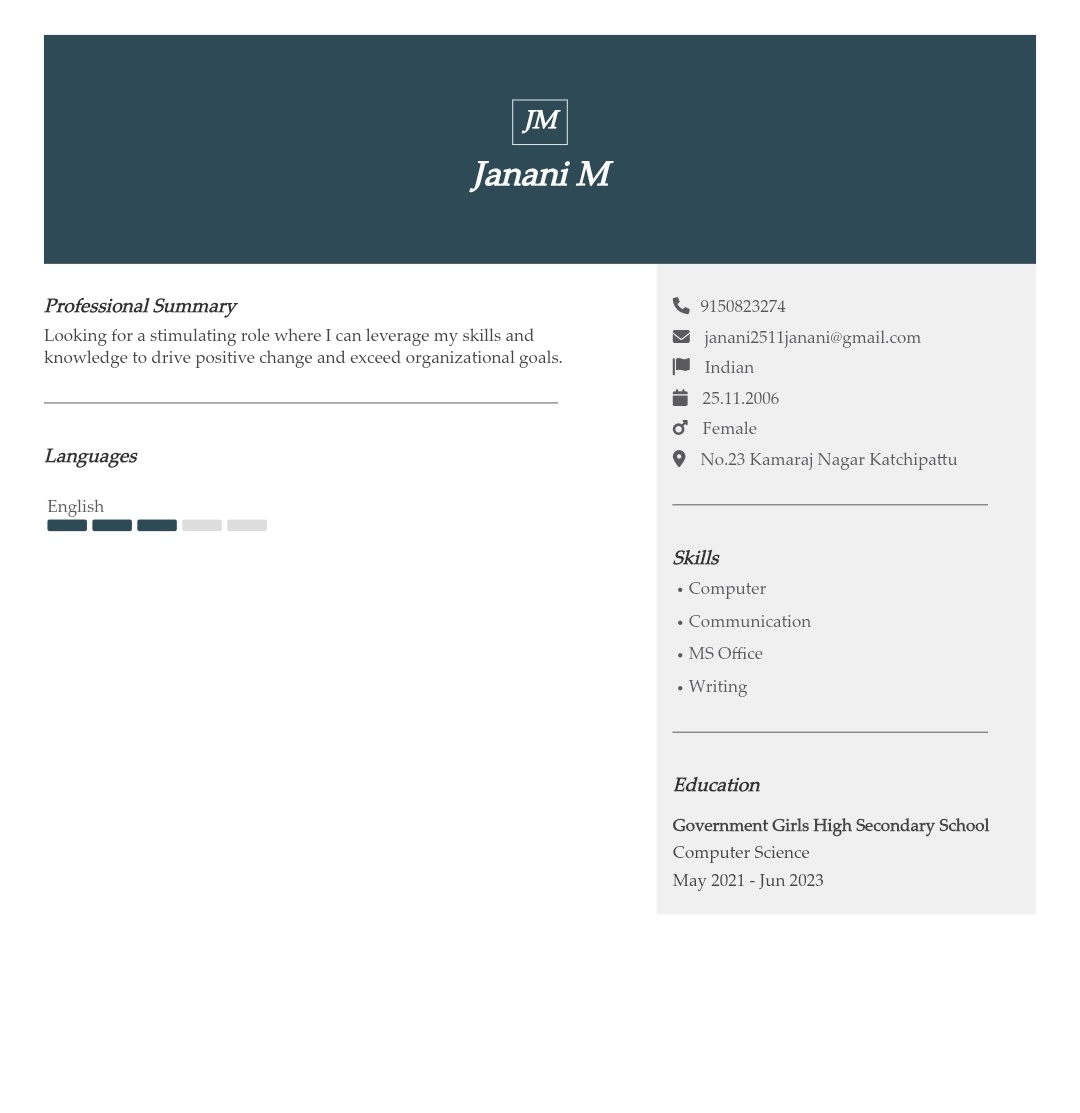 JM
Janani M
Professional Summary
Looking for a stimulating role where I can leverage my skills and
knowledge to drive positive change and exceed organizational goals.
Languages
English
9150823274
janani2511janani@gmail.com
Indian
25.11.2006
Female
No.23 Kamaraj Nagar Katchipattu
Skills
• Computer
• Communication
• MS Office
• Writing
Education
Government Girls High Secondary School
Computer Science
May 2021 - Jun 2023